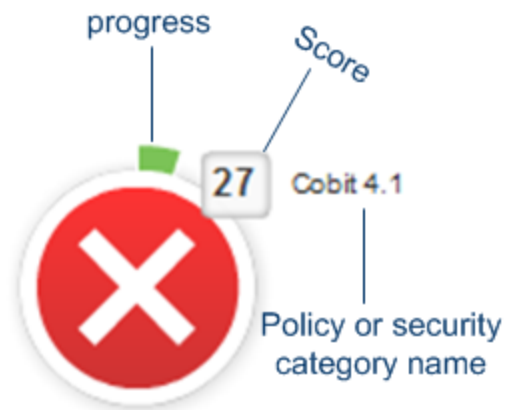 progress
Score
27
Cobit 4.1
Policy or security
category name